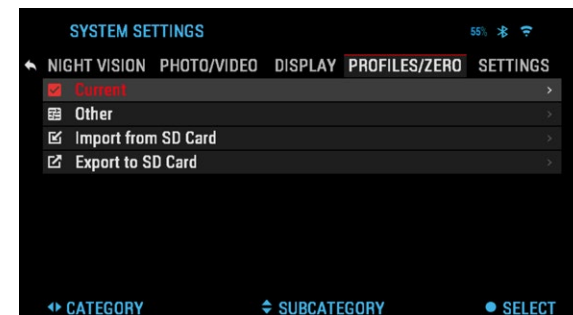 SYSTEM SETTINGS 55%
NIGHT VISION PHOTO/VIDEO DISPLAY PROFILES/ZERO SETTINGS
Current
Other
Import from SD Card
Export to SD Card
CATEGORY SUBCATEGORY SELECT